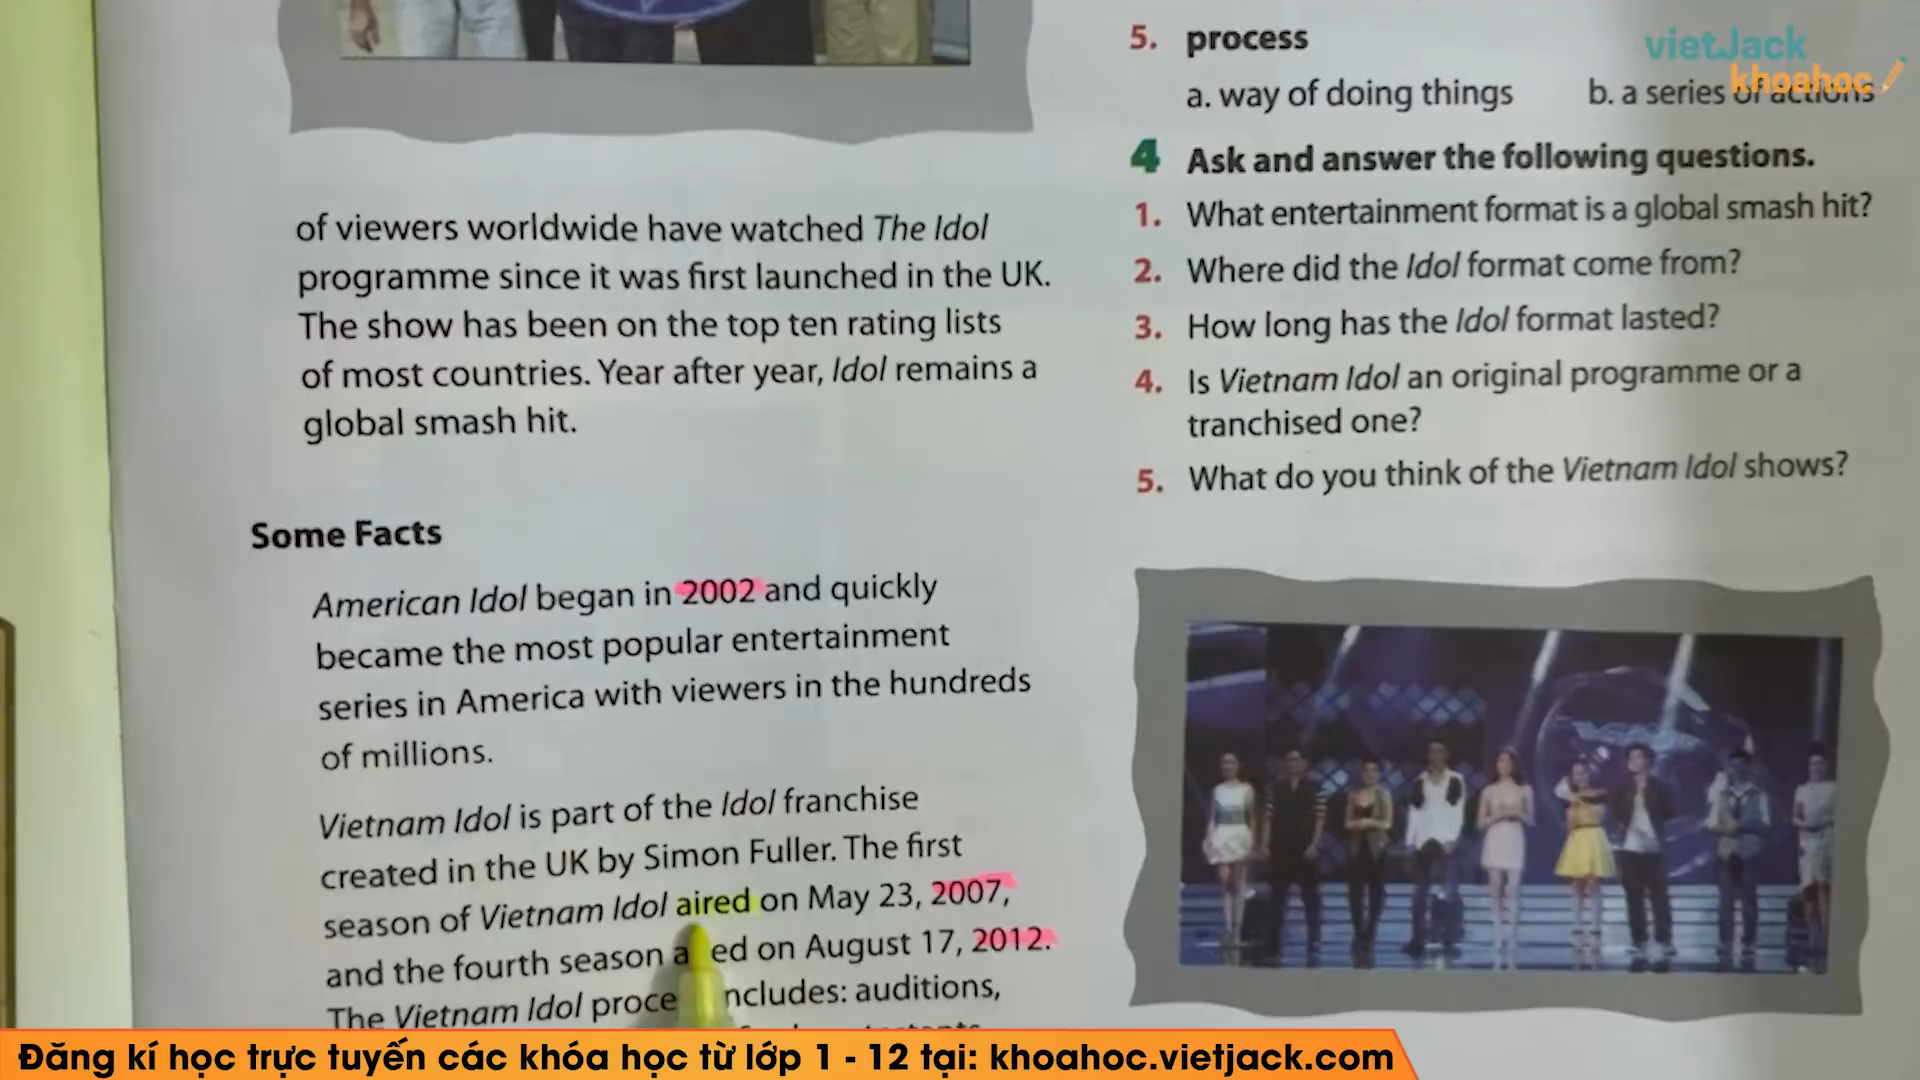 of viewers worldwide have watched The Idol
programme since it was first launched in the UK.
The show has been on the top ten rating lists
of most countries. Year after year, Idol remains a
global smash hit.
Some Facts
American Idol began in 2002 and quickly
became the most popular entertainment
series in America with viewers in the hundreds
of millions.
Vietnam Idol is part of the Idol franchise
created in the UK by Simon Fuller. The first
season of Vietnam Idol aired on May 23, 2007,
and the fourth season a ed on August 17, 2012.
The Vietnam Idol proce ncludes: auditions,
5. process
a. way of doing things b. a series of actions
4 Ask and answer the following questions.
1. What entertainment format is a global smash hit?
2. Where did the Idol format come from?
3. How long has the Idol format lasted?
4. Is Vietnam Idol an original programme or a
tranchised one?
5. What do you think of the Vietnam Idol shows?
vietJack
khoahoc
Đăng kí học trực tuyến các khóa học từ lớp 1 - 12 tại: khoahoc.vietjack.com